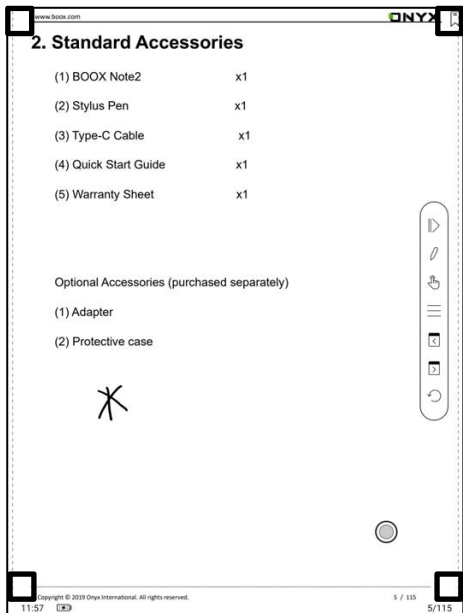 www.boox.com
ONYX
2. Standard Accessories
(1) BOOX Note2 x1
(2) Stylus Pen x1
(3) Type-C Cable x1
(4) Quick Start Guide x1
(5) Warranty Sheet x1
Optional Accessories (purchased separately)
(1) Adapter
(2) Protective case
Copyright © 2019 Onyx International. All rights reserved. 5 / 115
11:57 5/115